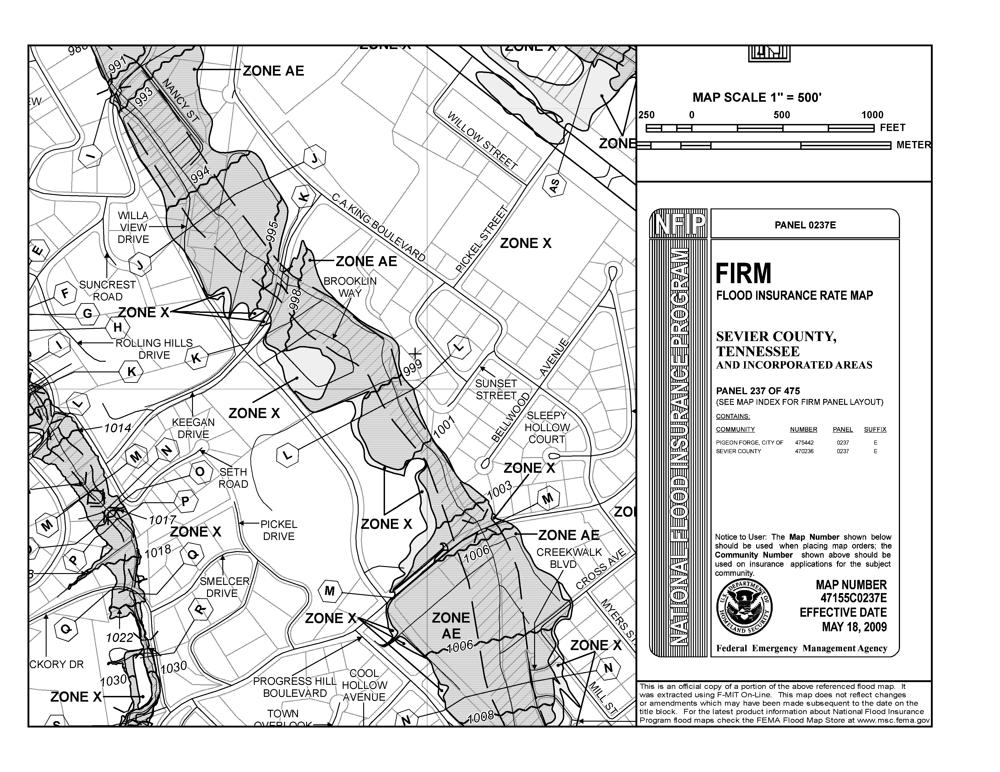 ZONE X
ZONE X
991
ZONE AE
993
NANCY ST
ZONE
I
994
J
K
WILLOW STREET
AS
C A KING BOULEVARD
PICKEL STREET
ZONE X
WILLA
VIEW
DRIVE
995
E
J
ZONE AE
BROOKLIN
WAY
998
F
SUNCREST
ROAD
G
ZONE X
H
I
ROLLING HILLS
DRIVE
K
K
L
999
BELLWOOD AVENUE
SUNSET
STREET
L
ZONE X
KEEGAN
DRIVE
1014
1001
SLEEPY
HOLLOW
COURT
M
N
L
O
SETH
ROAD
ZONE X
1003
M
P
1017
ZONE X
M
PICKEL
DRIVE
ZONE X
ZONE AE
CREEKWALK
BLVD
1006
CROSS AVE
1018
Q
P
SMELCER
DRIVE
M
R
ZONE X
ZONE
AE
1006
MYERS ST
Q
1022
ZONE X
N
CKORY DR
1030
1030
ZONE X
PROGRESS HILL
BOULEVARD
COOL
HOLLOW
AVENUE
MILL ST
TOWN
OVERLOOK
N
1008
S
MAP SCALE 1" = 500'
250 0 500 1000
FEET
METER
NFIP
NATIONAL FLOOD INSURANCE PROGRAM
PANEL 0237E
FIRM
FLOOD INSURANCE RATE MAP
SEVIER COUNTY,
TENNESSEE
AND INCORPORATED AREAS
PANEL 237 OF 475
(SEE MAP INDEX FOR FIRM PANEL LAYOUT)
CONTAINS:
COMMUNITY NUMBER PANEL SUFFIX
PIGEON FORGE, CITY OF 475442 0237 E
SEVIER COUNTY 470236 0237 E
Notice to User: The Map Number shown below
should be used when placing map orders; the
Community Number shown above should be
used on insurance applications for the subject
community.
U.S. DEPARTMENT OF HOMELAND SECURITY
MAP NUMBER
47155C0237E
EFFECTIVE DATE
MAY 18, 2009
Federal Emergency Management Agency
This is an official copy of a portion of the above referenced flood map. It
was extracted using F-MIT On-Line. This map does not reflect changes
or amendments which may have been made subsequent to the date on the
title block. For the latest product information about National Flood Insurance
Program flood maps check the FEMA Flood Map Store at www.msc.fema.gov